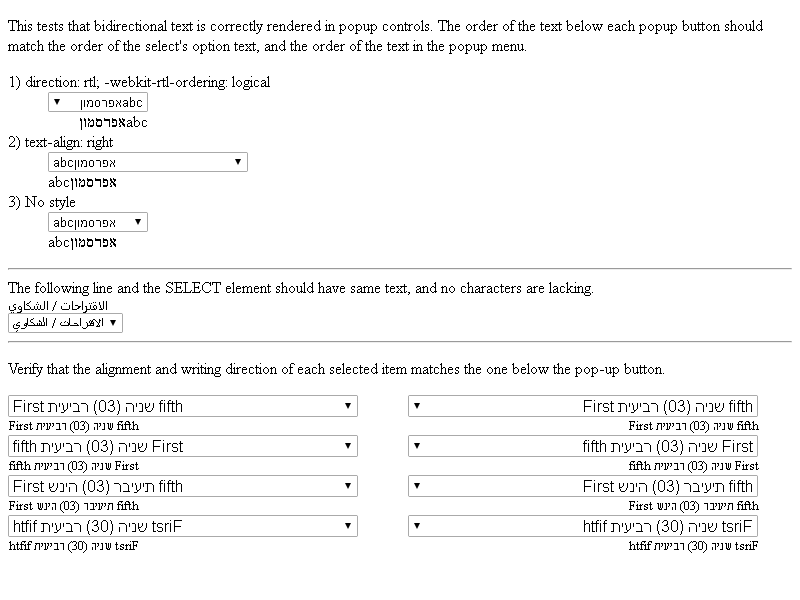 This tests that bidirectional text is correctly rendered in popup controls. The order of the text below each popup button should
match the order of the select's option text, and the order of the text in the popup menu.
1) direction: rtl; -webkit-rtl-ordering: logical
אפרסמוןabc
אפרסמוןabc
2) text-align: right
abcאפרסמון
abcאפרסמון
3) No style
abcאפרסמון
abcאפרסמון
The following line and the SELECT element should have same text, and no characters are lacking.
الاقتراحات / الشكاوي
الاقتراحات / الشكاوي
Verify that the alignment and writing direction of each selected item matches the one below the pop-up button.
First שניה (03) רביעית fifth
First שניה (03) רביעית fifth
First שניה (03) רביעית fifth
First שניה (03) רביעית fifth
fifth שניה (03) רביעית First
fifth שניה (03) רביעית First
fifth שניה (03) רביעית First
fifth שניה (03) רביעית First
First תיעיבר (03) הינש fifth
First תיעיבר (03) הינש fifth
First תיעיבר (03) הינש fifth
First תיעיבר (03) הינש fifth
htfif שניה (30) רביעית tsriF
htfif שניה (30) רביעית tsriF
htfif שניה (30) רביעית tsriF
htfif שניה (30) רביעית tsriF